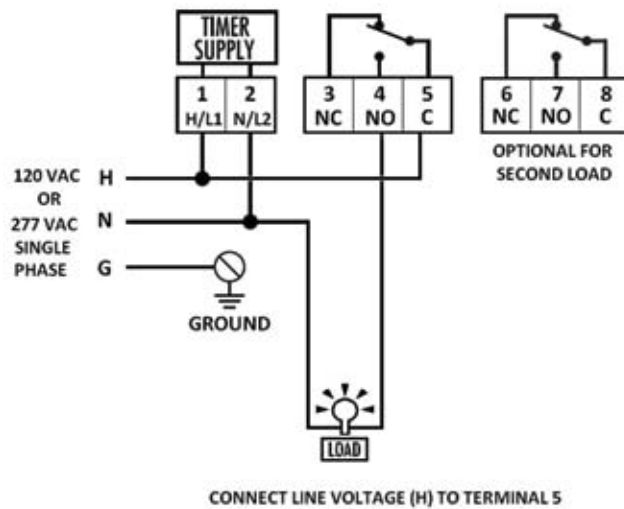 TIMER
SUPPLY
1 2
H/L1 N/L2
3 4 5
NC NO C
6 7 8
NC NO C
OPTIONAL FOR
SECOND LOAD
120 VAC
OR
277 VAC
SINGLE
PHASE
H
N
G
GROUND
LOAD
CONNECT LINE VOLTAGE (H) TO TERMINAL 5